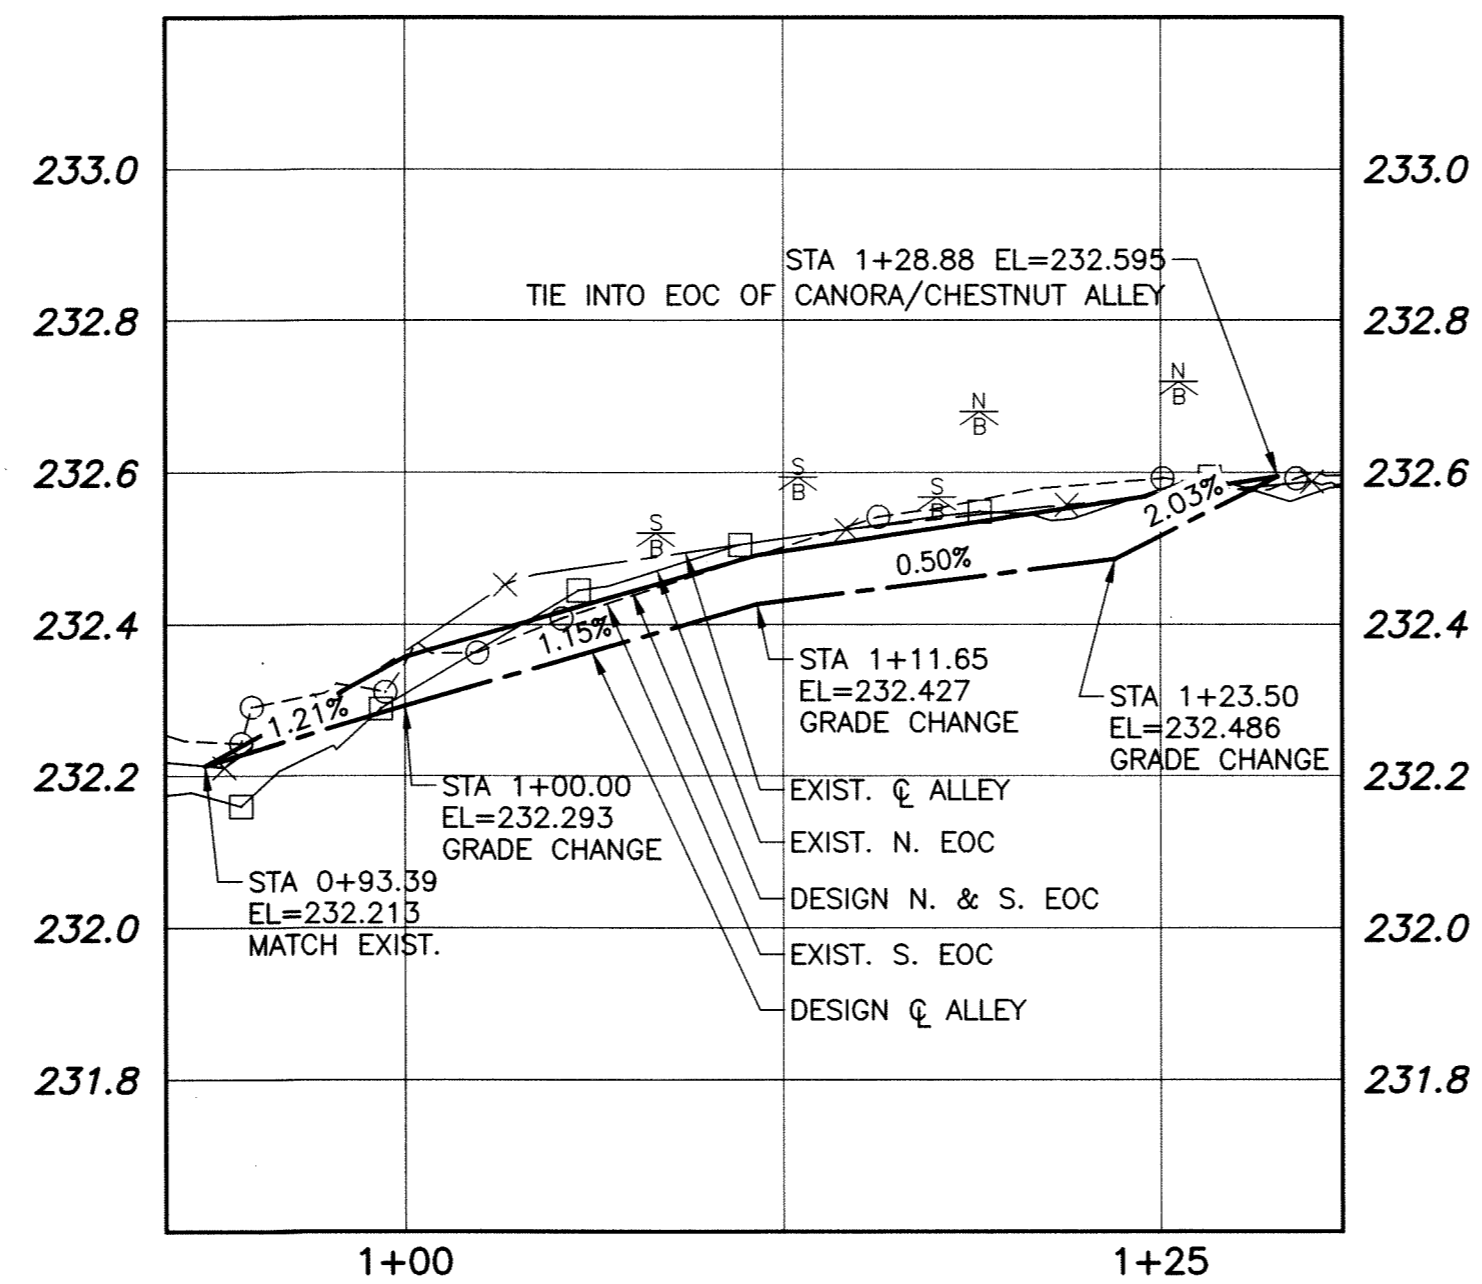 233.0
233.0
STA 1+28.88 EL=232.595
TIE INTO EOC OF CANORA/CHESTNUT ALLEY
232.8
232.8
N
B
N
B
S
B
S
B
S
B
232.6
232.6
2.03%
0.50%
1.15%
1.21%
232.4
232.4
STA 1+11.65
EL=232.427
GRADE CHANGE
STA 1+23.50
EL=232.486
GRADE CHANGE
232.2
232.2
STA 1+00.00
EL=232.293
GRADE CHANGE
EXIST. ℄ ALLEY
EXIST. N. EOC
STA 0+93.39
EL=232.213
MATCH EXIST.
DESIGN N. & S. EOC
232.0
232.0
EXIST. S. EOC
DESIGN ℄ ALLEY
231.8
231.8
1+00
1+25